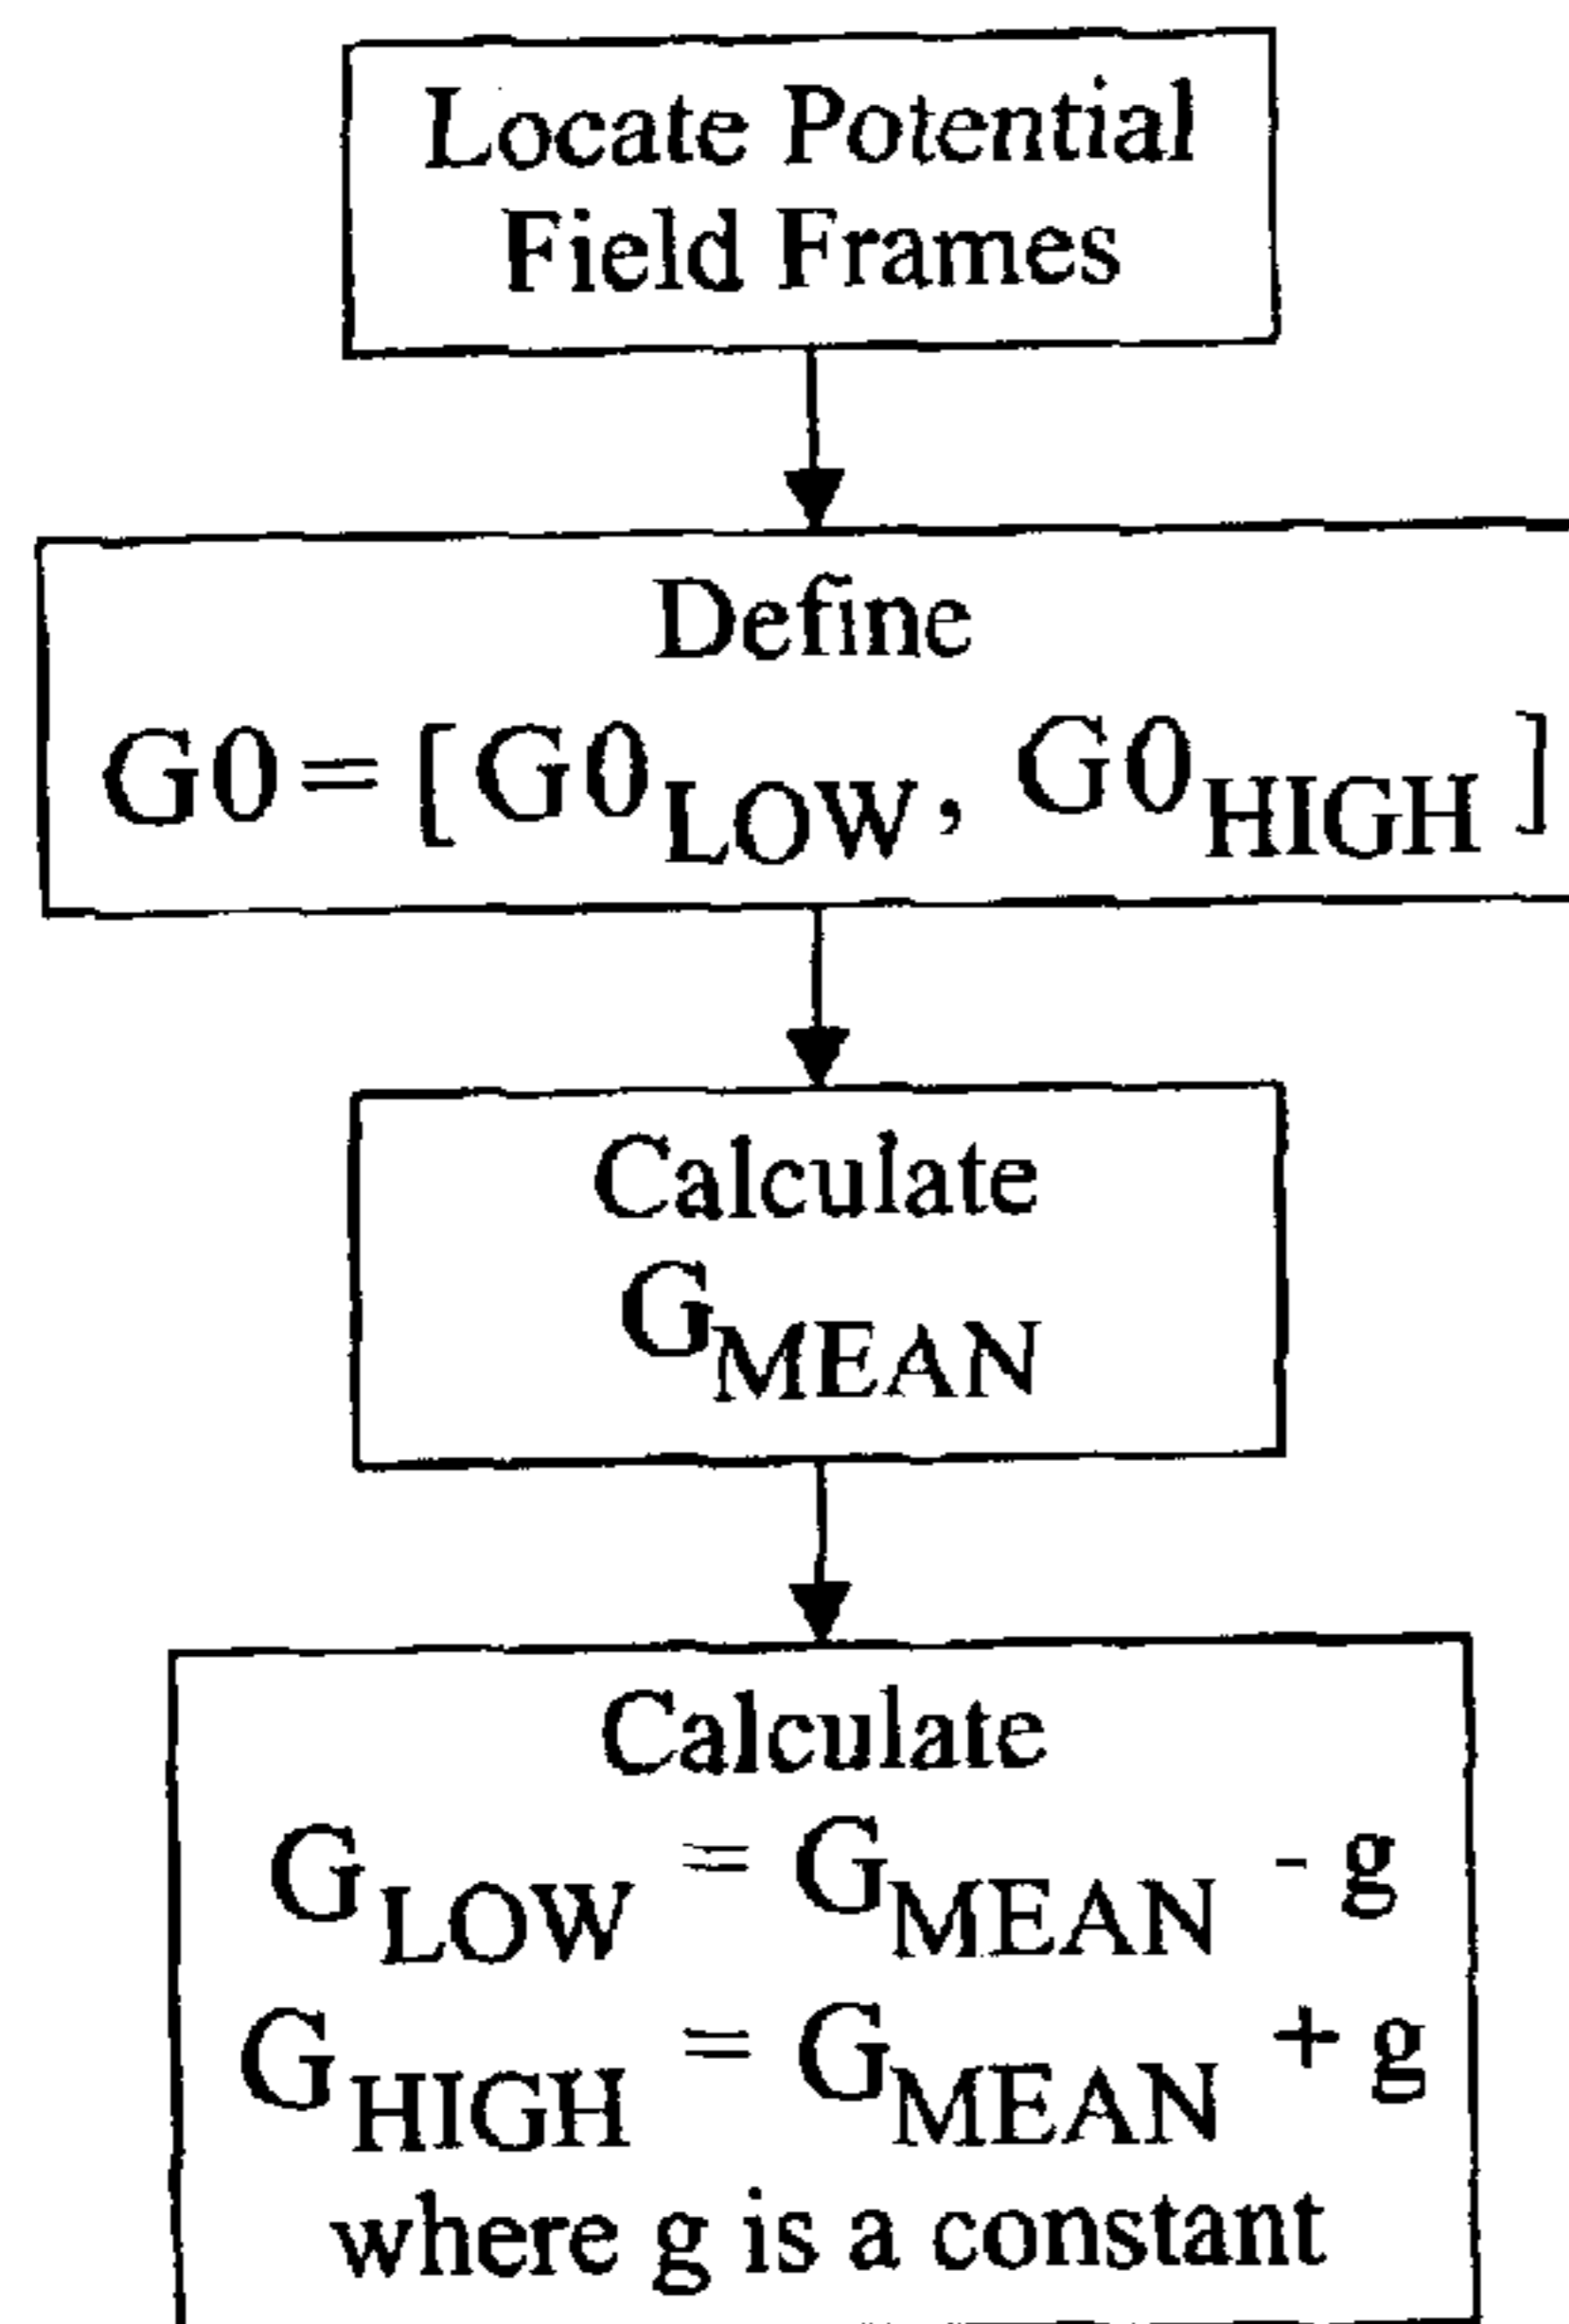 Locate Potential
Field Frames
Define
G0=[G0LOW, G0HIGH]
Calculate
GMEAN
Calculate
GLOW = GMEAN - g
GHIGH = GMEAN + g
where g is a constant